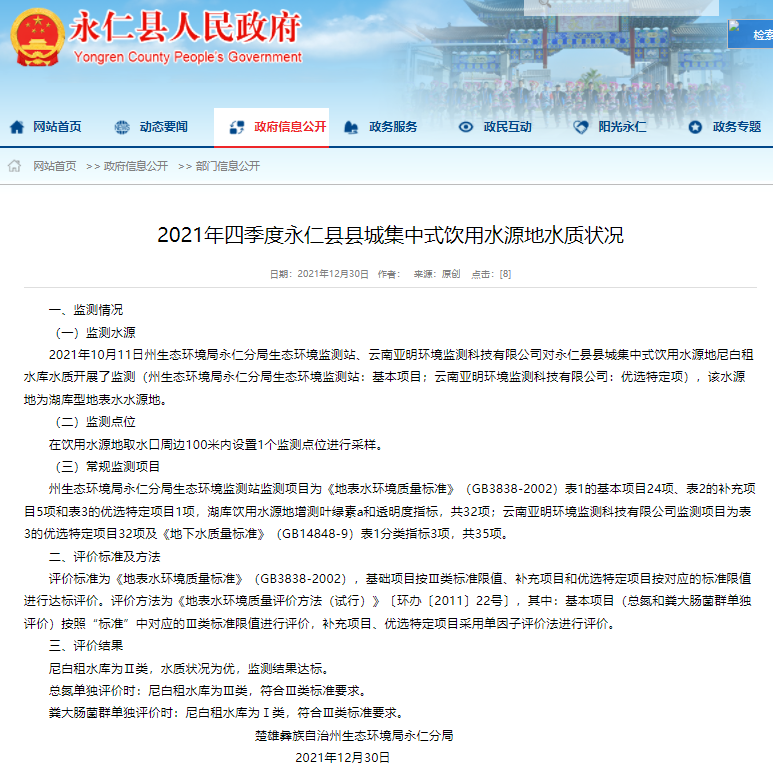 永仁县人民政府
Yongren County People's Government
检索
网站首页 动态要闻 政府信息公开 政务服务 政民互动 阳光永仁 政务专题
网站首页 >> 政府信息公开 >> 部门信息公开
2021年四季度永仁县县城集中式饮用水源地水质状况
日期：2021年12月30日 作者： 来源：原创 点击：[8]
一、监测情况
（一）监测水源
2021年10月11日州生态环境局永仁分局生态环境监测站、云南亚明环境监测科技有限公司对永仁县县城集中式饮用水源地尼白租
水库水质开展了监测（州生态环境局永仁分局生态环境监测站：基本项目；云南亚明环境监测科技有限公司：优选特定项），该水源
地为湖库型地表水水源地。
（二）监测点位
在饮用水源地取水口周边100米内设置1个监测点位进行采样。
（三）常规监测项目
州生态环境局永仁分局生态环境监测站监测项目为《地表水环境质量标准》（GB3838-2002）表1的基本项目24项、表2的补充项
目5项和表3的优选特定项目1项，湖库饮用水源地增测叶绿素a和透明度指标，共32项；云南亚明环境监测科技有限公司监测项目为表
3的优选特定项目32项及《地下水质量标准》（GB14848-9）表1分类指标3项，共35项。
二、评价标准及方法
评价标准为《地表水环境质量标准》（GB3838-2002），基础项目按Ⅲ类标准限值、补充项目和优选特定项目按对应的标准限值
进行达标评价。评价方法为《地表水环境质量评价方法（试行）》〔环办〔2011〕22号〕，其中：基本项目（总氮和粪大肠菌群单独
评价）按照“标准”中对应的Ⅲ类标准限值进行评价，补充项目、优选特定项目采用单因子评价法进行评价。
三、评价结果
尼白租水库为Ⅱ类，水质状况为优，监测结果达标。
总氮单独评价时：尼白租水库为Ⅲ类，符合Ⅲ类标准要求。
粪大肠菌群单独评价时：尼白租水库为Ⅰ类，符合Ⅲ类标准要求。
楚雄彝族自治州生态环境局永仁分局
2021年12月30日